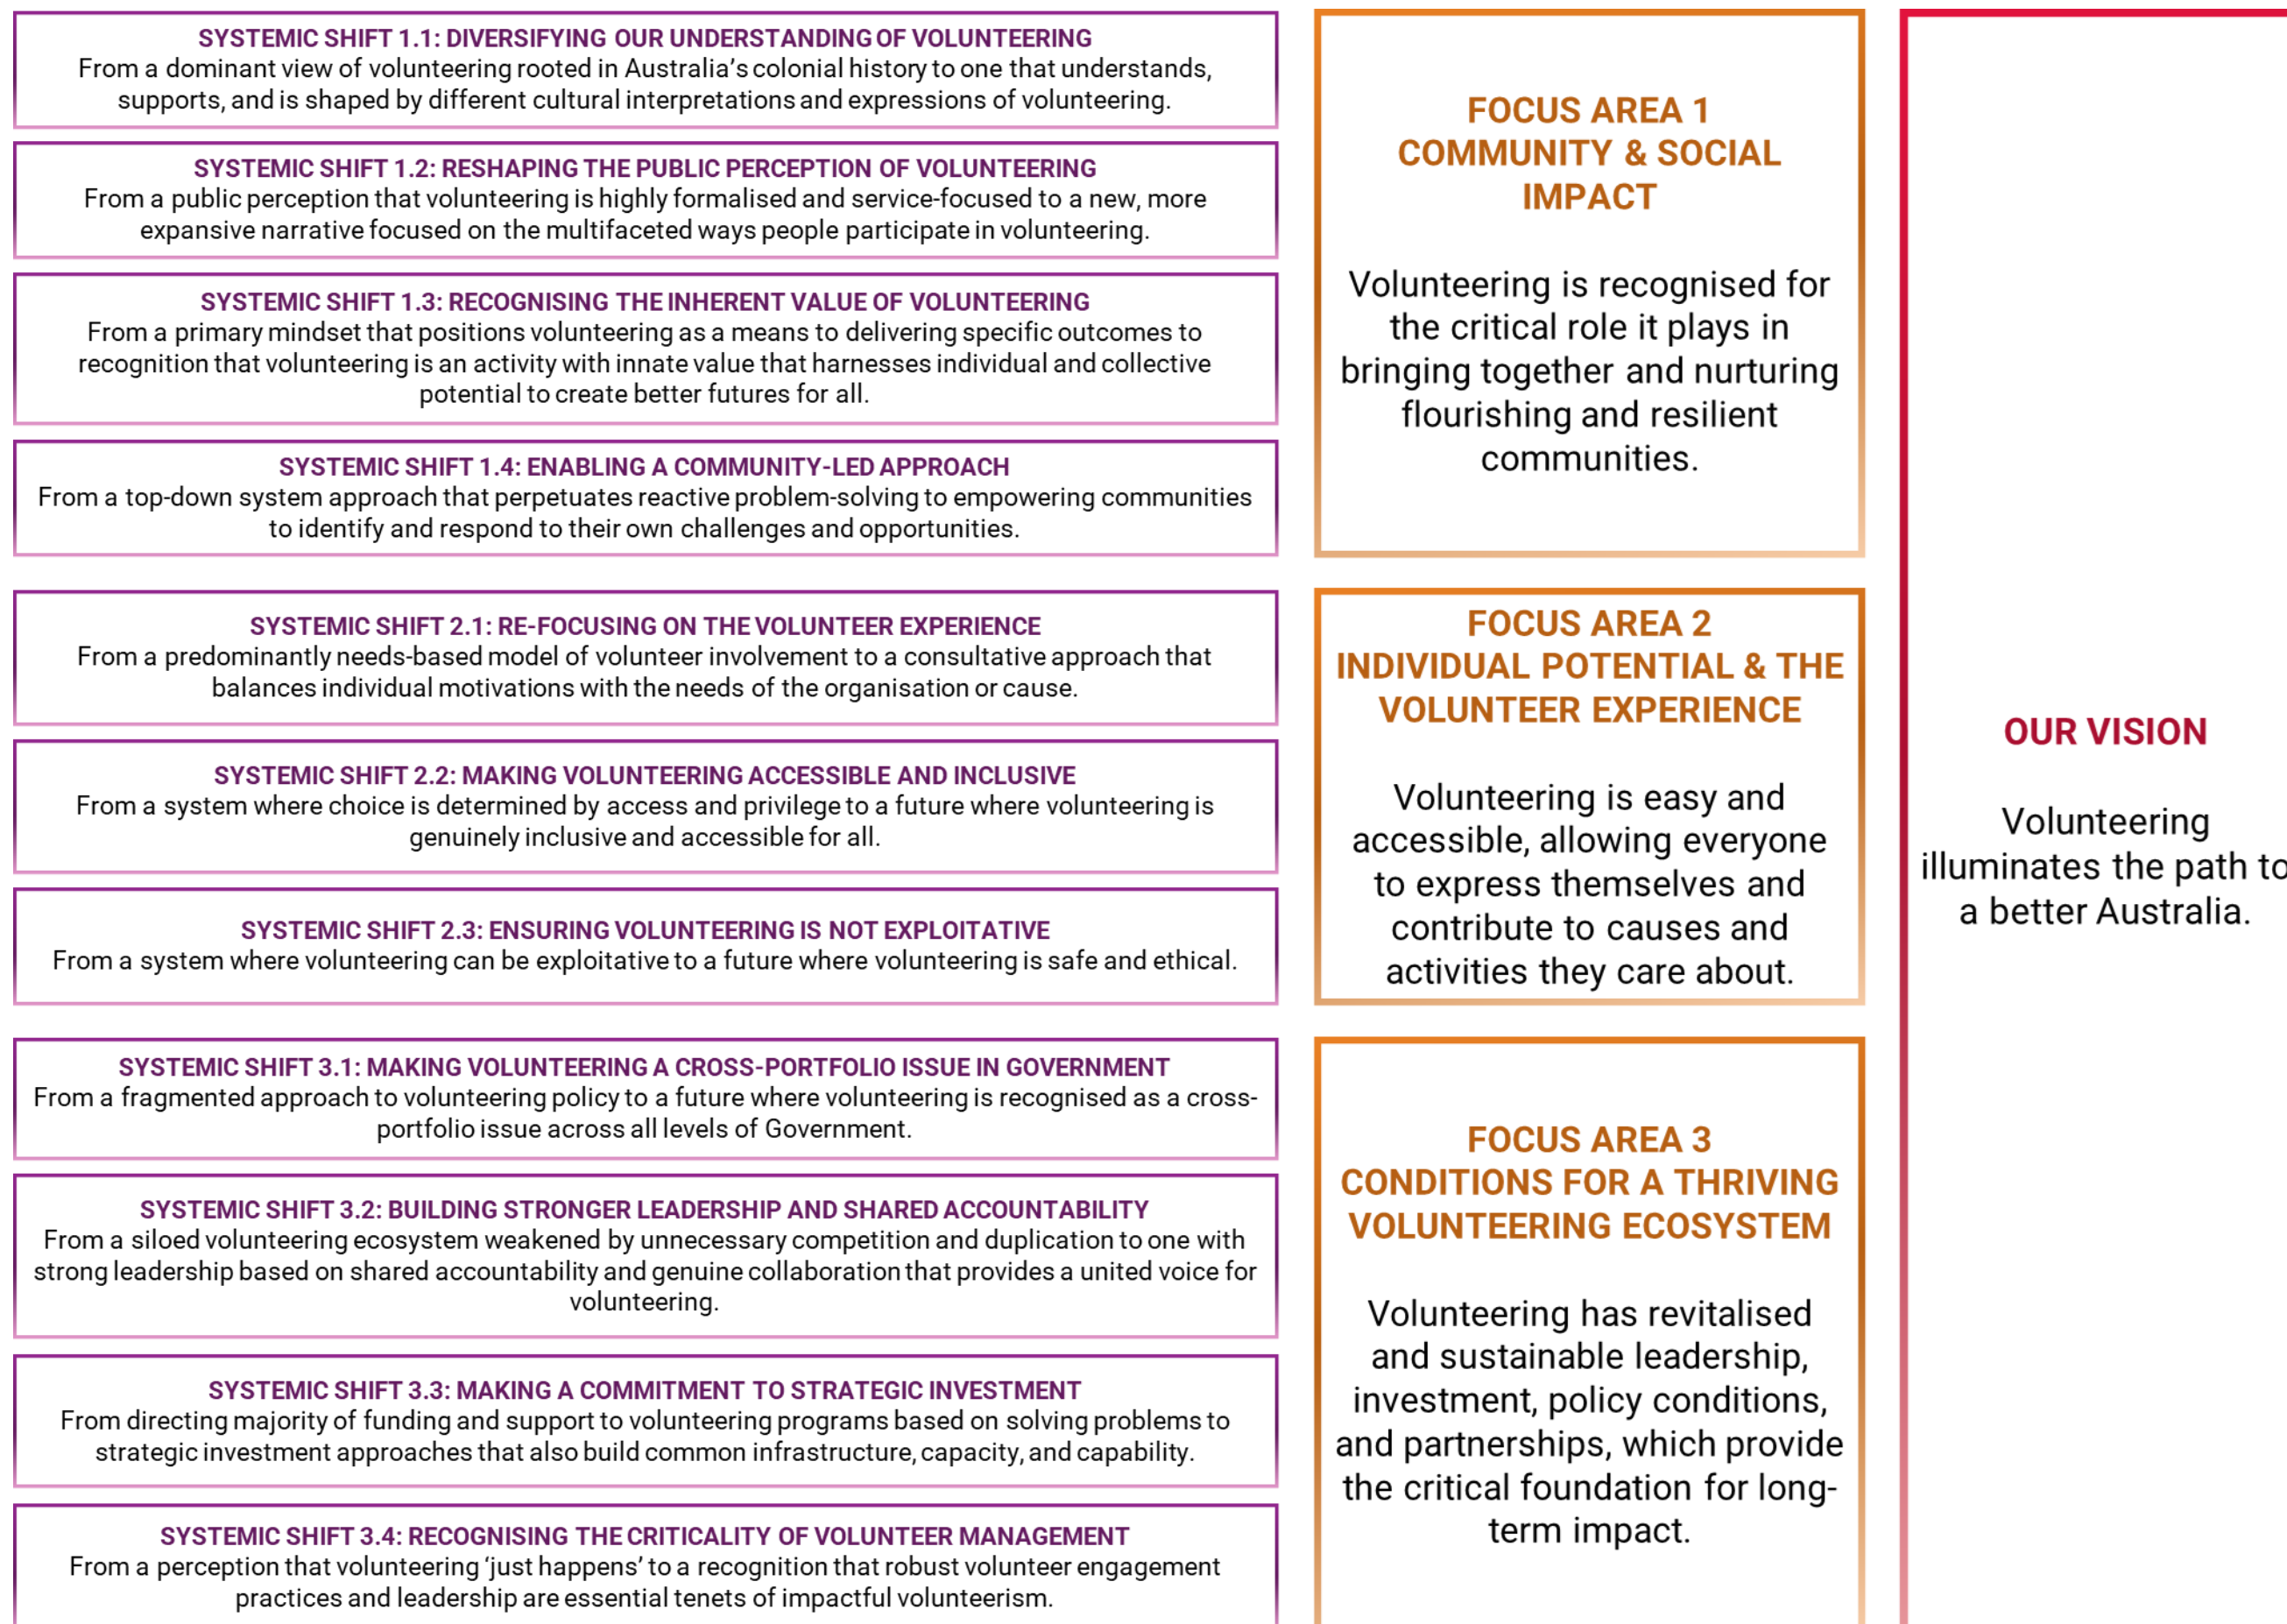 SYSTEMIC SHIFT 1.1: DIVERSIFYING OUR UNDERSTANDING OF VOLUNTEERING
From a dominant view of volunteering rooted in Australia's colonial history to one that understands,
supports, and is shaped by different cultural interpretations and expressions of volunteering.
SYSTEMIC SHIFT 1.2: RESHAPING THE PUBLIC PERCEPTION OF VOLUNTEERING
From a public perception that volunteering is highly formalised and service-focused to a new, more
expansive narrative focused on the multifaceted ways people participate in volunteering.
SYSTEMIC SHIFT 1.3: RECOGNISING THE INHERENT VALUE OF VOLUNTEERING
From a primary mindset that positions volunteering as a means to delivering specific outcomes to
recognition that volunteering is an activity with innate value that harnesses individual and collective
potential to create better futures for all.
SYSTEMIC SHIFT 1.4: ENABLING A COMMUNITY-LED APPROACH
From a top-down system approach that perpetuates reactive problem-solving to empowering communities
to identify and respond to their own challenges and opportunities.
FOCUS AREA 1
COMMUNITY & SOCIAL
IMPACT
Volunteering is recognised for
the critical role it plays in
bringing together and nurturing
flourishing and resilient
communities.
SYSTEMIC SHIFT 2.1: RE-FOCUSING ON THE VOLUNTEER EXPERIENCE
From a predominantly needs-based model of volunteer involvement to a consultative approach that
balances individual motivations with the needs of the organisation or cause.
SYSTEMIC SHIFT 2.2: MAKING VOLUNTEERING ACCESSIBLE AND INCLUSIVE
From a system where choice is determined by access and privilege to a future where volunteering is
genuinely inclusive and accessible for all.
SYSTEMIC SHIFT 2.3: ENSURING VOLUNTEERING IS NOT EXPLOITATIVE
From a system where volunteering can be exploitative to a future where volunteering is safe and ethical.
FOCUS AREA 2
INDIVIDUAL POTENTIAL & THE
VOLUNTEER EXPERIENCE
Volunteering is easy and
accessible, allowing everyone
to express themselves and
contribute to causes and
activities they care about.
SYSTEMIC SHIFT 3.1: MAKING VOLUNTEERING A CROSS-PORTFOLIO ISSUE IN GOVERNMENT
From a fragmented approach to volunteering policy to a future where volunteering is recognised as a cross-
portfolio issue across all levels of Government.
SYSTEMIC SHIFT 3.2: BUILDING STRONGER LEADERSHIP AND SHARED ACCOUNTABILITY
From a siloed volunteering ecosystem weakened by unnecessary competition and duplication to one with
strong leadership based on shared accountability and genuine collaboration that provides a united voice for
volunteering.
SYSTEMIC SHIFT 3.3: MAKING A COMMITMENT TO STRATEGIC INVESTMENT
From directing majority of funding and support to volunteering programs based on solving problems to
strategic investment approaches that also build common infrastructure, capacity, and capability.
SYSTEMIC SHIFT 3.4: RECOGNISING THE CRITICALITY OF VOLUNTEER MANAGEMENT
From a perception that volunteering ‘just happens’ to a recognition that robust volunteer engagement
practices and leadership are essential tenets of impactful volunteerism.
FOCUS AREA 3
CONDITIONS FOR A THRIVING
VOLUNTEERING ECOSYSTEM
Volunteering has revitalised
and sustainable leadership,
investment, policy conditions,
and partnerships, which provide
the critical foundation for long-
term impact.
OUR VISION
Volunteering
illuminates the path to
a better Australia.